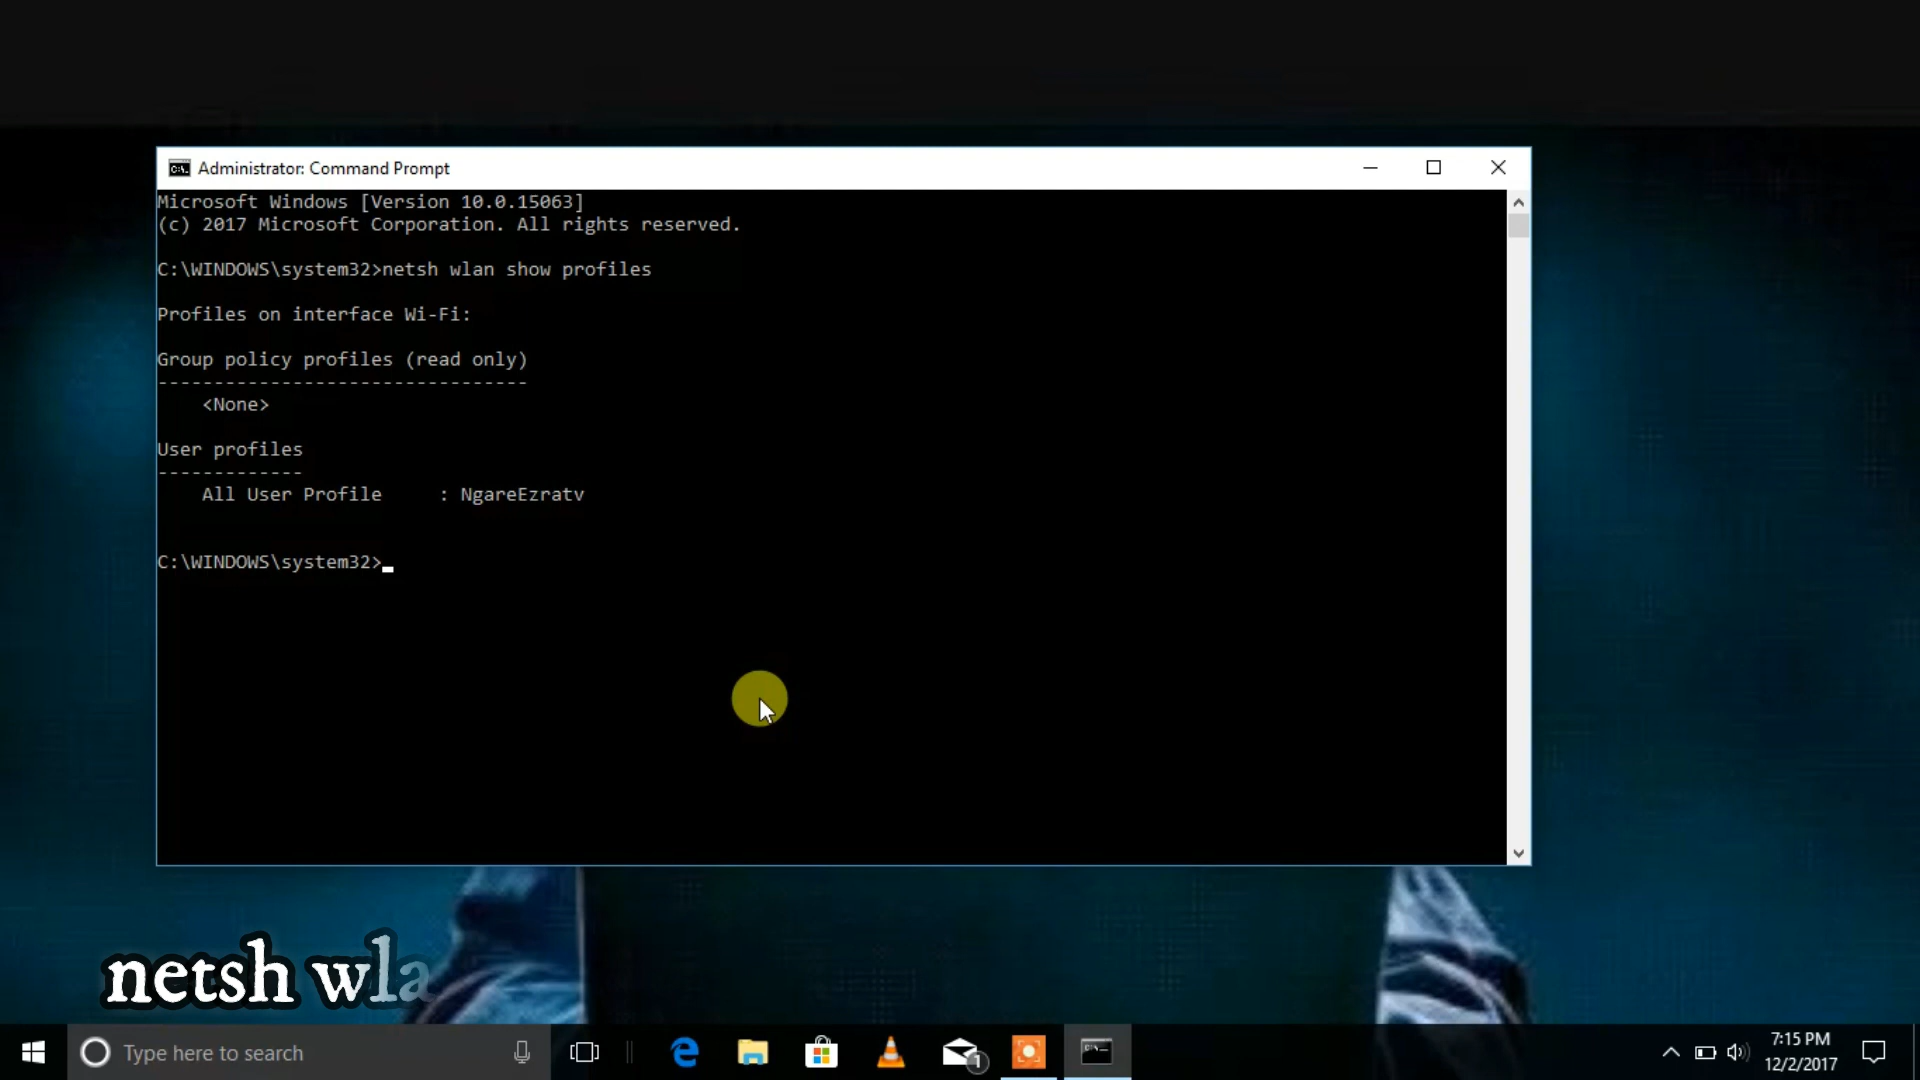 Administrator: Command Prompt
Microsoft Windows [Version 10.0.15063]
(c) 2017 Microsoft Corporation. All rights reserved.
C:\WINDOWS\system32>netsh wlan show profiles
Profiles on interface Wi-Fi:
Group policy profiles (read only)
---------------------------------
<None>
User profiles
-------------
All User Profile     : NgareEzratv
C:\WINDOWS\system32>
netsh wla
Type here to search
1
7:15 PM
12/2/2017